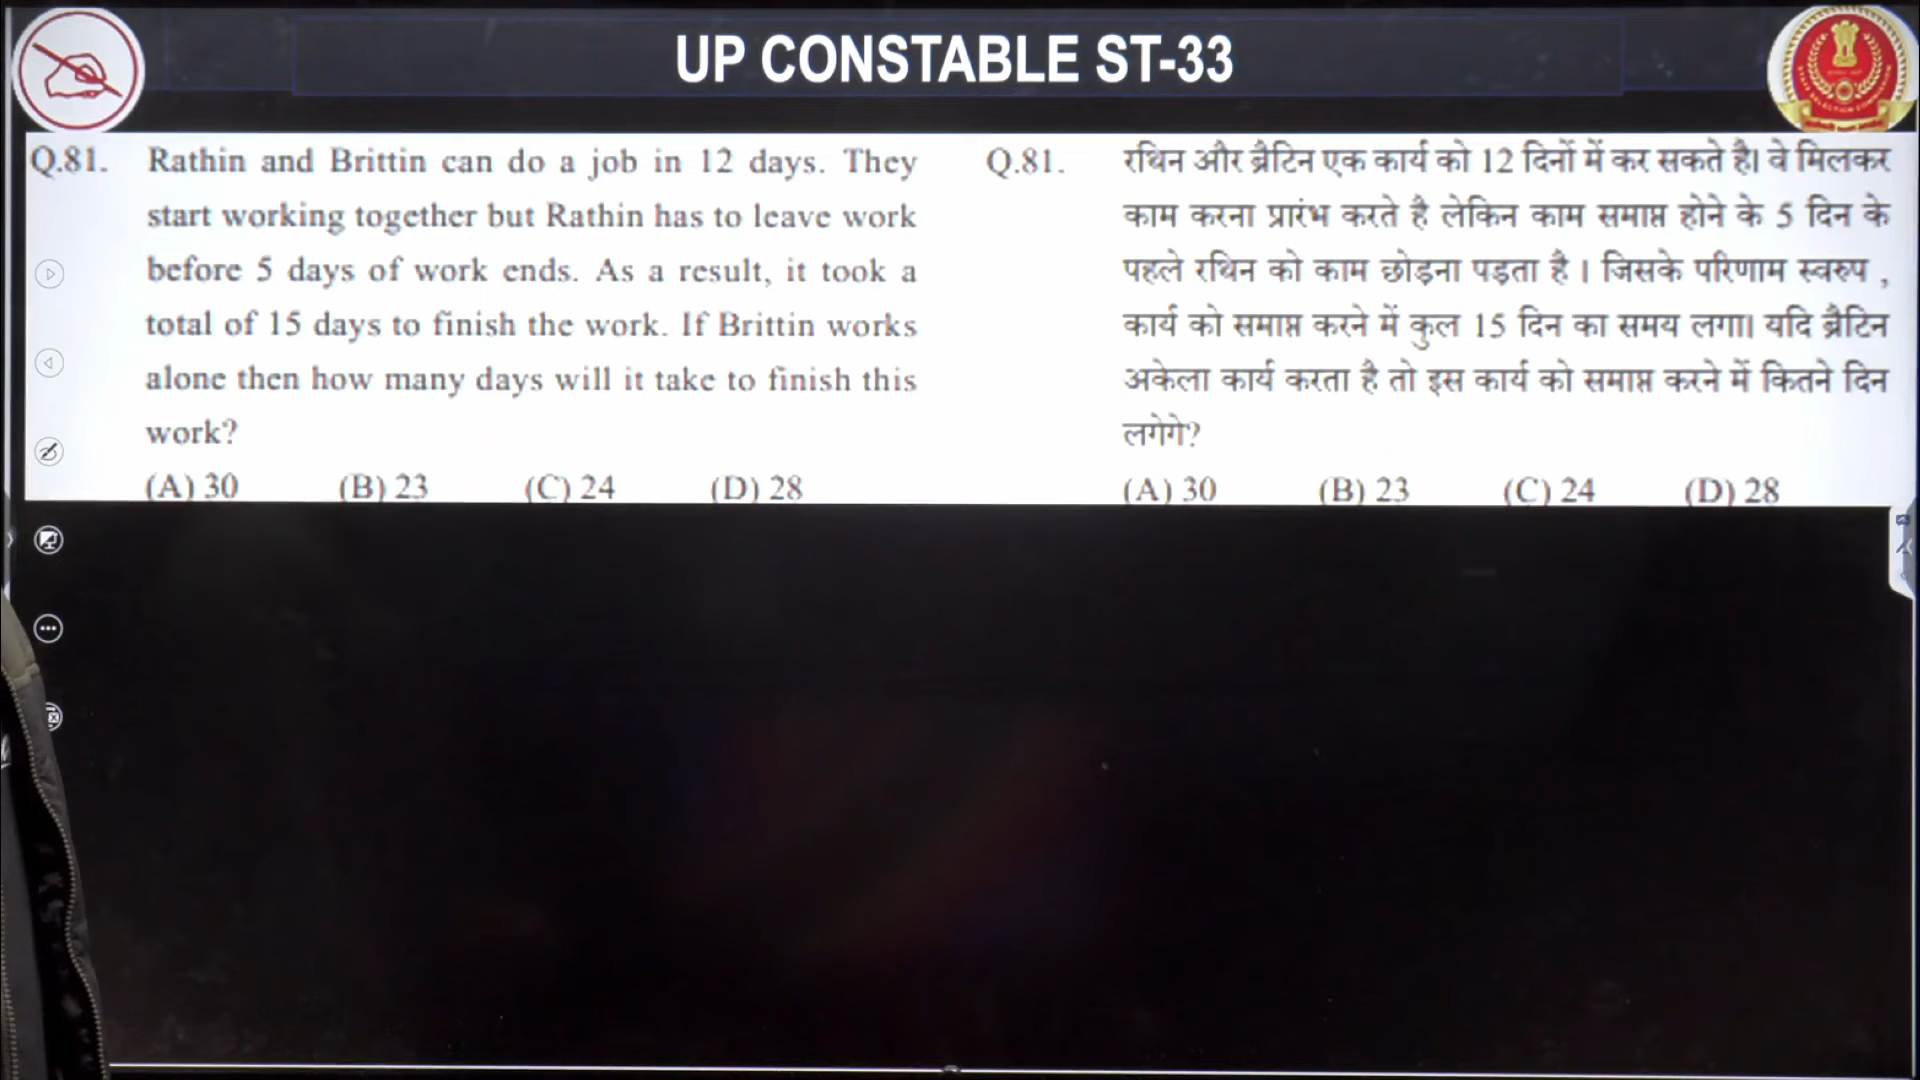 UP CONSTABLE ST-33
Q.81. Rathin and Brittin can do a job in 12 days. They
start working together but Rathin has to leave work
before 5 days of work ends. As a result, it took a
total of 15 days to finish the work. If Brittin works
alone then how many days will it take to finish this
work?
(A) 30 (B) 23 (C) 24 (D) 28
Q.81. रथिन और ब्रैटिन एक कार्य को 12 दिनों में कर सकते है। वे मिलकर
काम करना प्रारंभ करते है लेकिन काम समाप्त होने के 5 दिन के
पहले रथिन को काम छोड़ना पड़ता है । जिसके परिणाम स्वरुप ,
कार्य को समाप्त करने में कुल 15 दिन का समय लगा। यदि ब्रैटिन
अकेला कार्य करता है तो इस कार्य को समाप्त करने में कितने दिन
लगेगे?
(A) 30 (B) 23 (C) 24 (D) 28